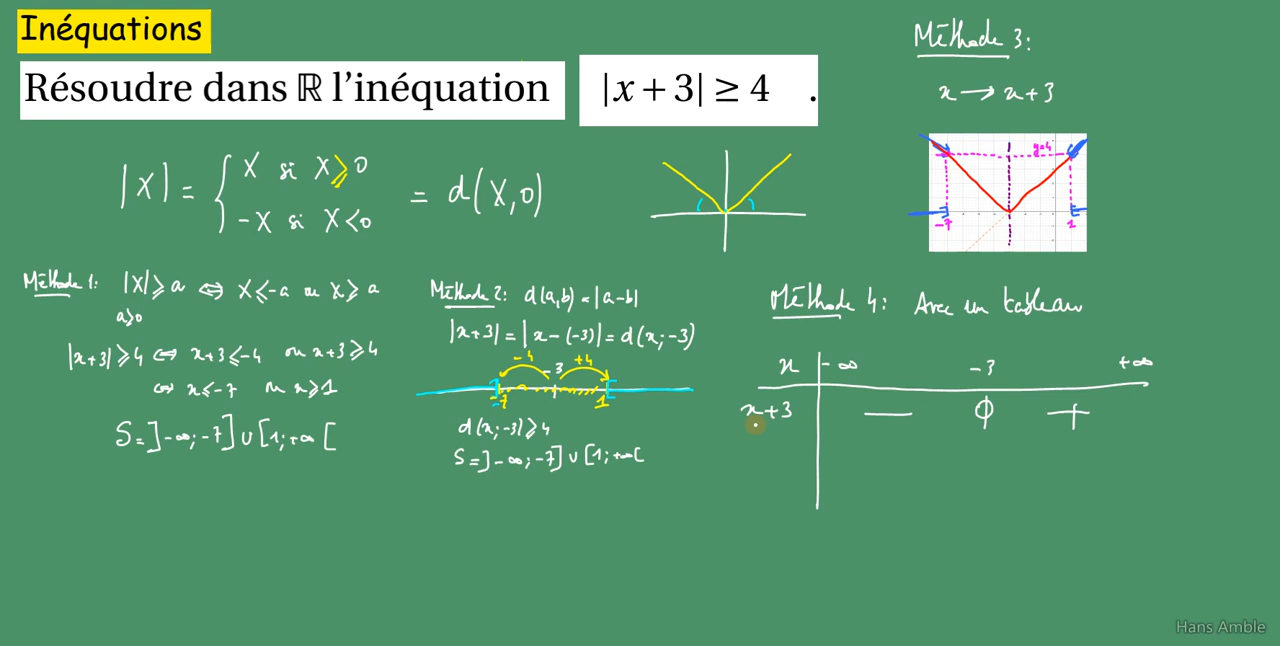 Inéquations
Résoudre dans ℝ l'inéquation |x + 3| ≥ 4 .
|X| = { X si X ≥ 0
-X si X < 0
= d(X, 0)
Méthode 3:
x → x+3
y=4
-7 1
Méthode 1: |X| ≥ a ⇔ X ≤ -a ou X ≥ a
a>0
|x+3| ≥ 4 ⇔ x+3 ≤ -4 ou x+3 ≥ 4
⇔ x ≤ -7 ou x ≥ 1
S = ]-∞; -7] ∪ [1; +∞[
Méthode 2: d(a, b) = |a-b|
|x+3| = |x-(-3)| = d(x; -3)
-4 -3 +4
-7 1
d(x; -3) ≥ 4
S = ]-∞; -7] ∪ [1; +∞[
Méthode 4: Avec un tableau
x -∞ -3 +∞
x+3 — 0 +
Hans Amble